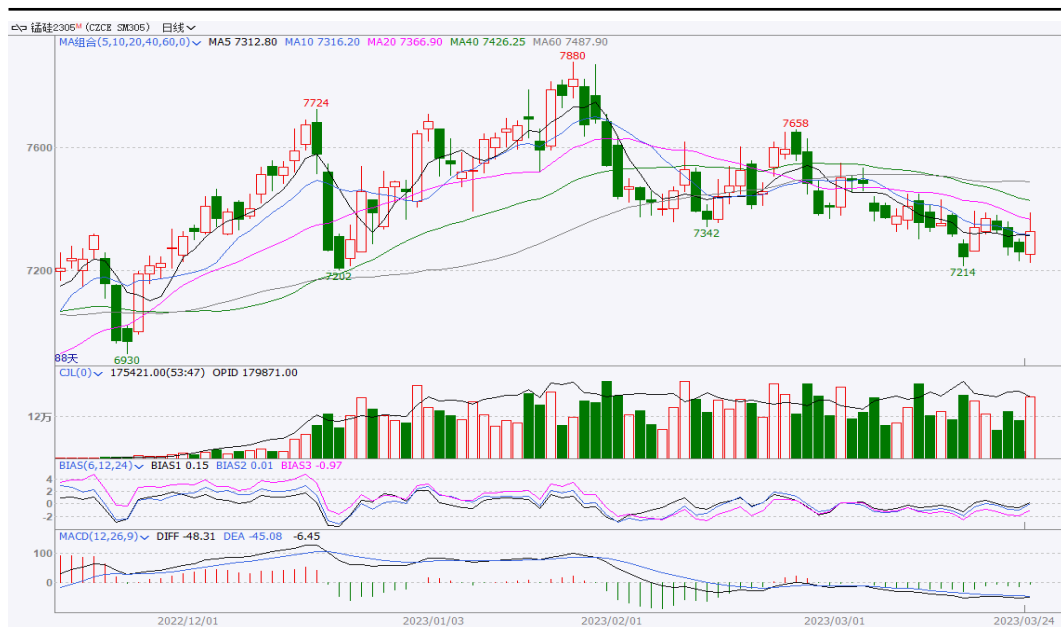 锰硅2305M (CZCE SM305) 日线
MA组合(5,10,20,40,60,0) MA5 7312.80 MA10 7316.20 MA20 7366.90 MA40 7426.25 MA60 7487.90
7880
7724
7658
7600
7342
7202
7200
7214
6930
88天
CJL(0) 175421.00(53:47) OPID 179871.00
12万
BIAS(6,12,24) BIAS1 0.15 BIAS2 0.01 BIAS3 -0.97
4
2
0
-2
MACD(12,26,9) DIFF -48.31 DEA -45.08 -6.45
100
0
2022/12/01 2023/01/03 2023/02/01 2023/03/01 2023/03/24